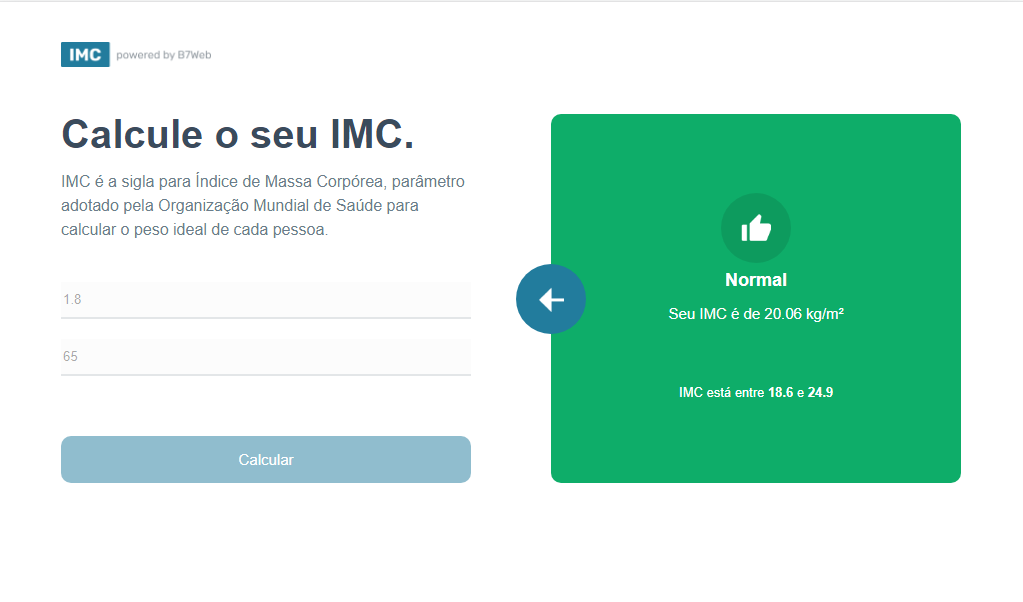 IMC powered by B7Web
Calcule o seu IMC.
IMC é a sigla para Índice de Massa Corpórea, parâmetro
adotado pela Organização Mundial de Saúde para
calcular o peso ideal de cada pessoa.
1.8
65
Calcular
Normal
Seu IMC é de 20.06 kg/m²
IMC está entre 18.6 e 24.9